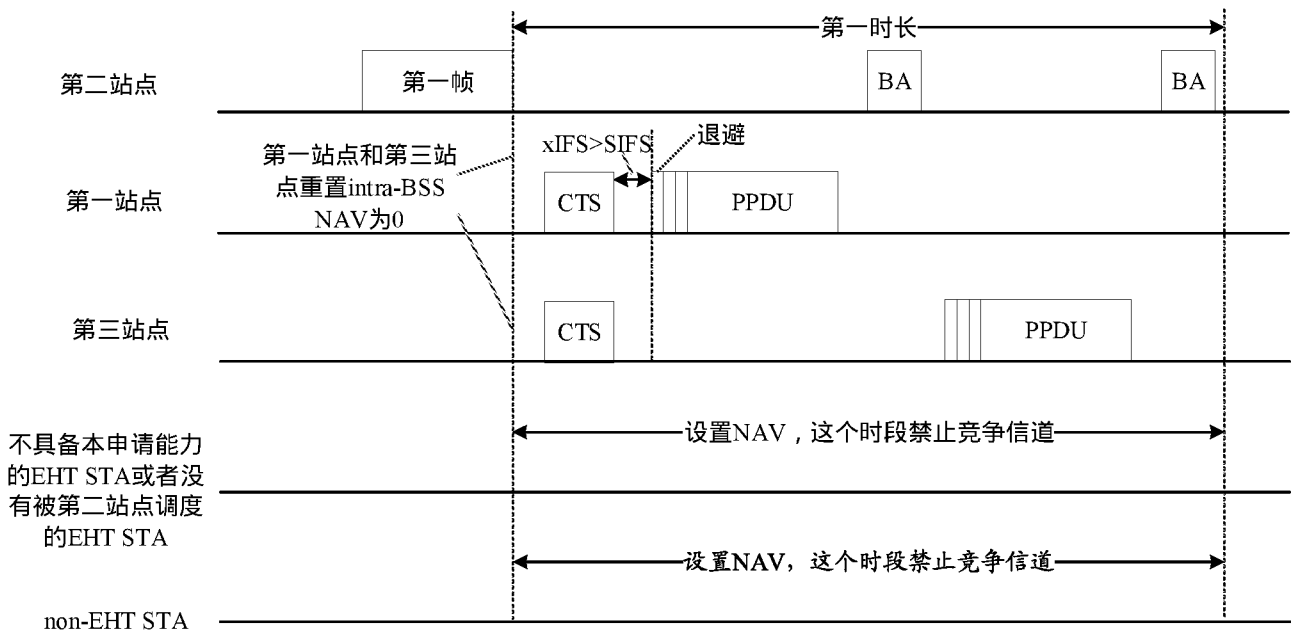 第一时长
第二站点
第一帧
BA
BA
xIFS>SIFS
退避
第一站点和第三站
点重置intra-BSS
NAV为0
第一站点
CTS
PPDU
第三站点
CTS
PPDU
不具备本申请能力
的EHT STA或者没
有被第二站点调度
的EHT STA
设置NAV，这个时段禁止竞争信道
设置NAV，这个时段禁止竞争信道
non-EHT STA